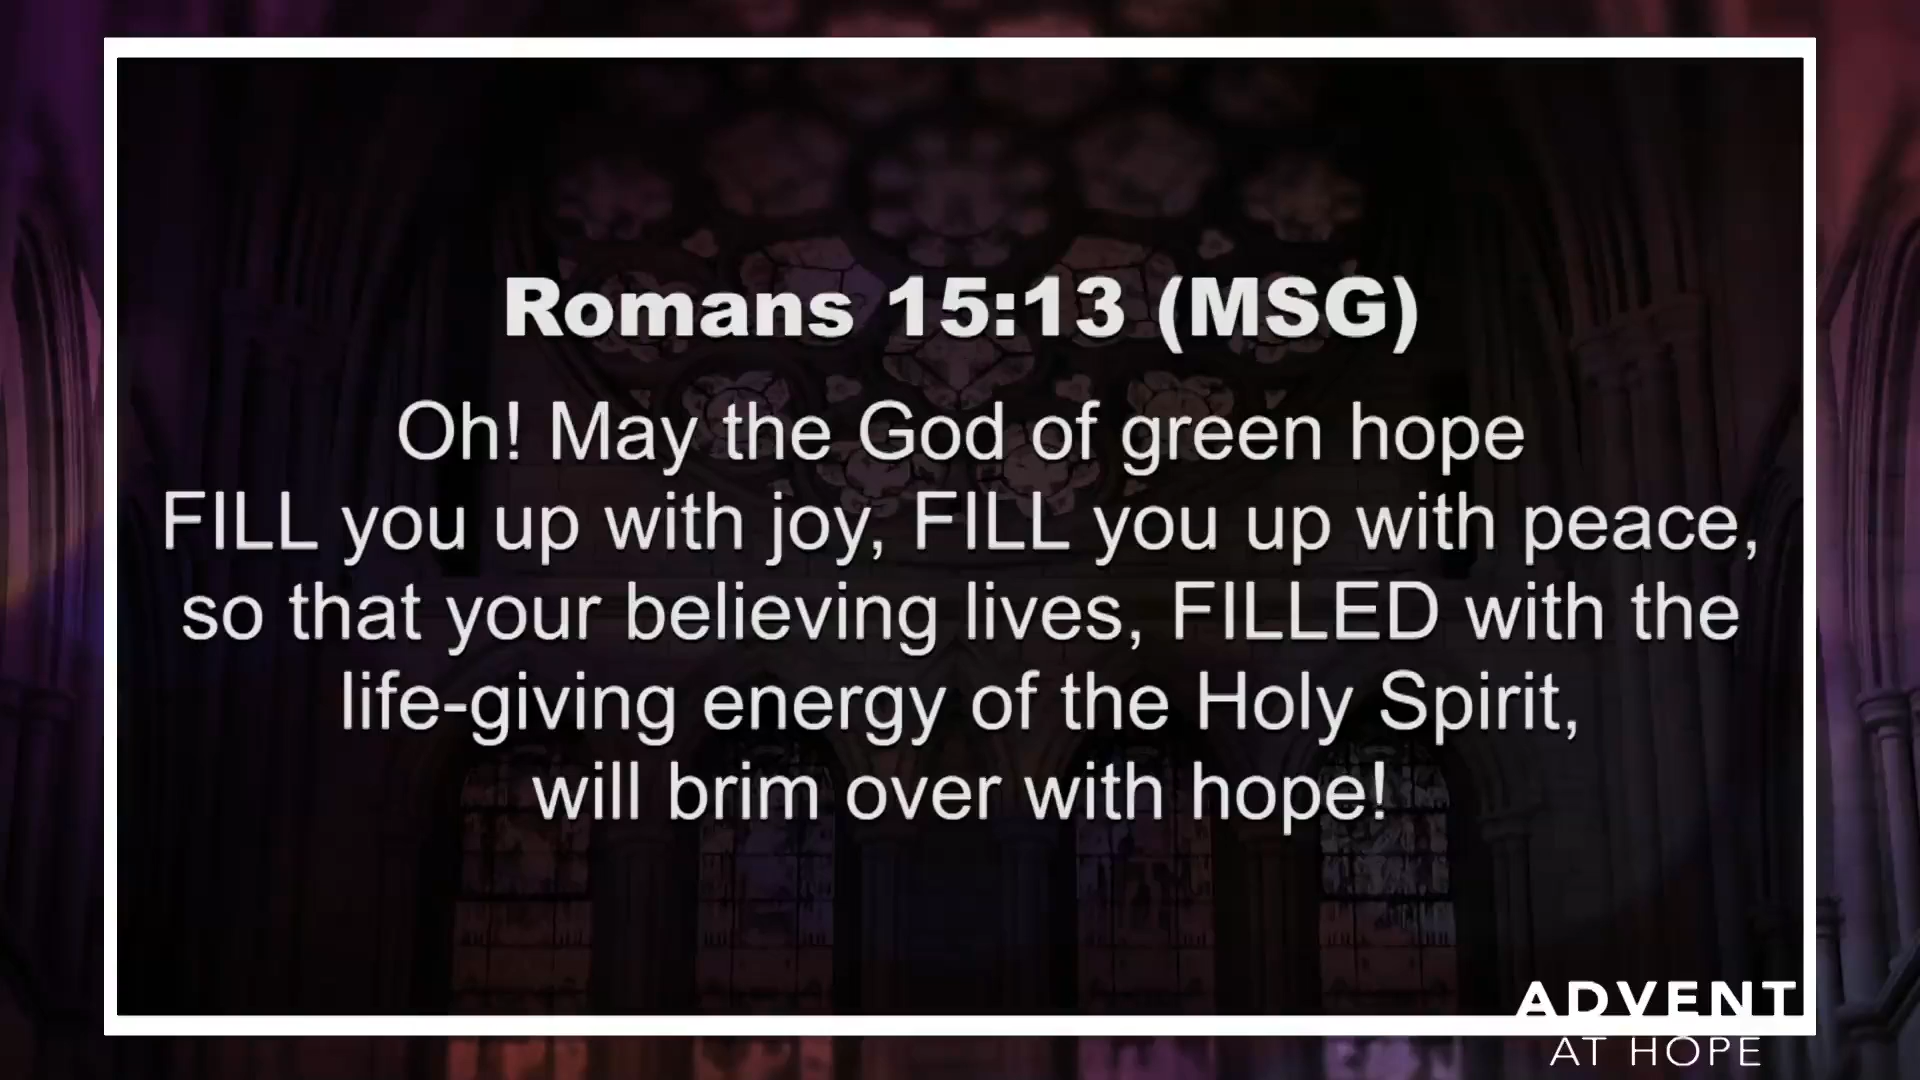 Romans 15:13 (MSG)
Oh! May the God of green hope
FILL you up with joy, FILL you up with peace,
so that your believing lives, FILLED with the
life-giving energy of the Holy Spirit,
will brim over with hope!
ADVENT
AT HOPE